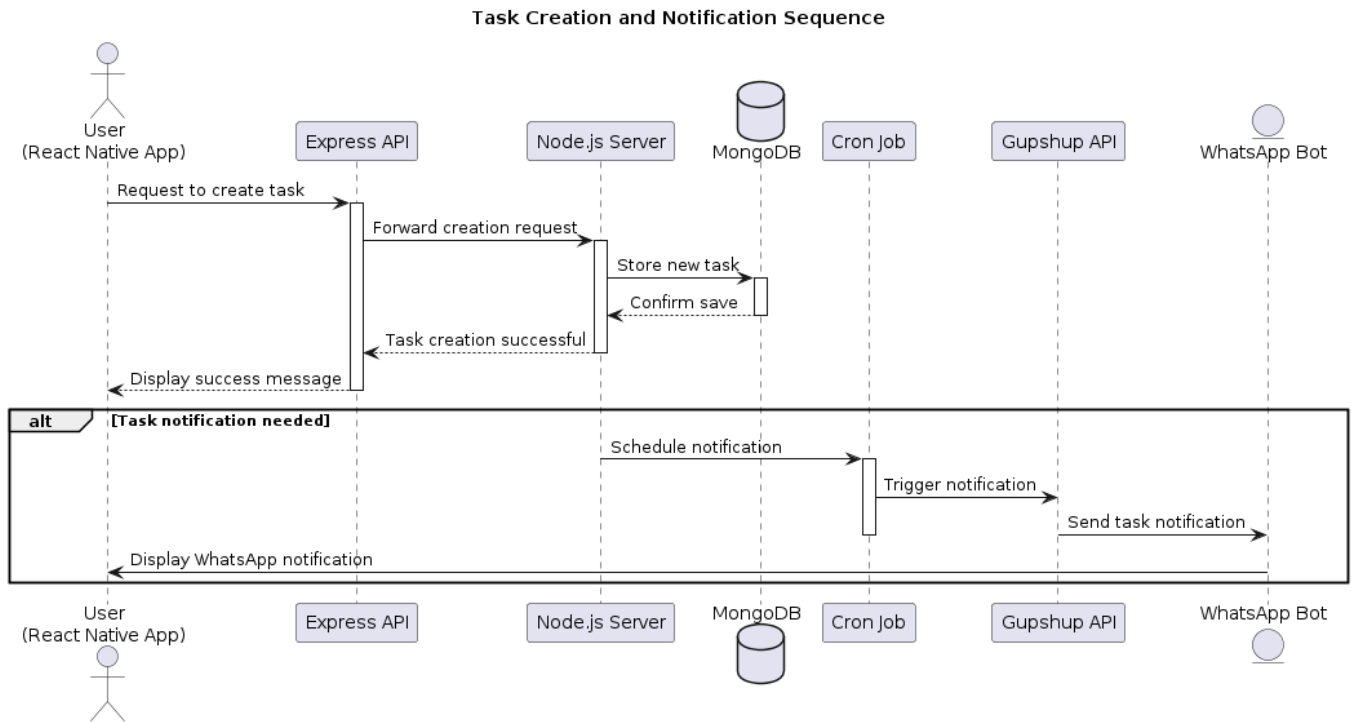 Task Creation and Notification Sequence
User
(React Native App)
Express API
Node.js Server
MongoDB
Cron Job
Gupshup API
WhatsApp Bot
Request to create task
Forward creation request
Store new task
Confirm save
Task creation successful
Display success message
alt
[Task notification needed]
Schedule notification
Trigger notification
Send task notification
Display WhatsApp notification
User
(React Native App)
Express API
Node.js Server
MongoDB
Cron Job
Gupshup API
WhatsApp Bot